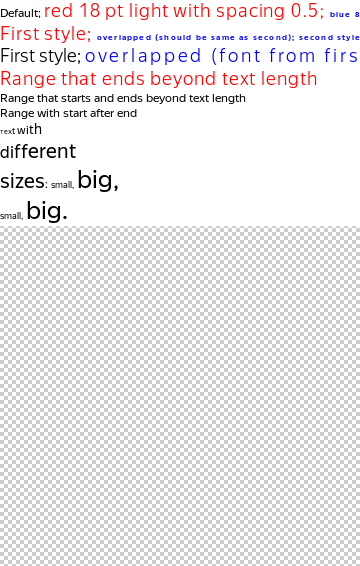 Default; red 18 pt light with spacing 0.5; blue 8
First style; overlapped (should be same as second); second style
First style; overlapped (font from firs
Range that ends beyond text length
Range that starts and ends beyond text length
Range with start after end
Text with
different
sizes: small, big,
small, big.